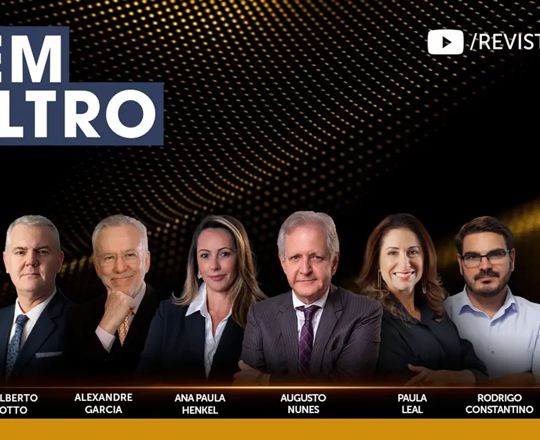 EM
LTRO
/REVIST
LBERTO
OTTO
ALEXANDRE
GARCIA
ANA PAULA
HENKEL
AUGUSTO
NUNES
PAULA
LEAL
RODRIGO
CONSTANTINO